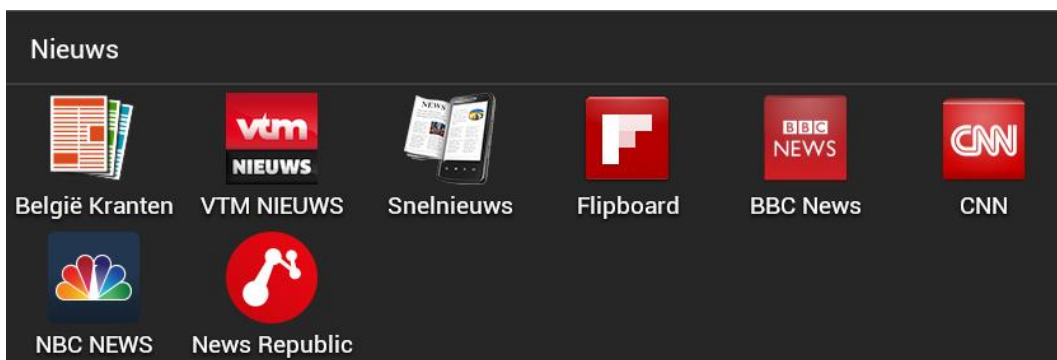 Nieuws
vtm
NIEUWS
NEWS
BBC
NEWS
CNN
België Kranten
VTM NIEUWS
Snelnieuws
Flipboard
BBC News
CNN
NBC NEWS
News Republic